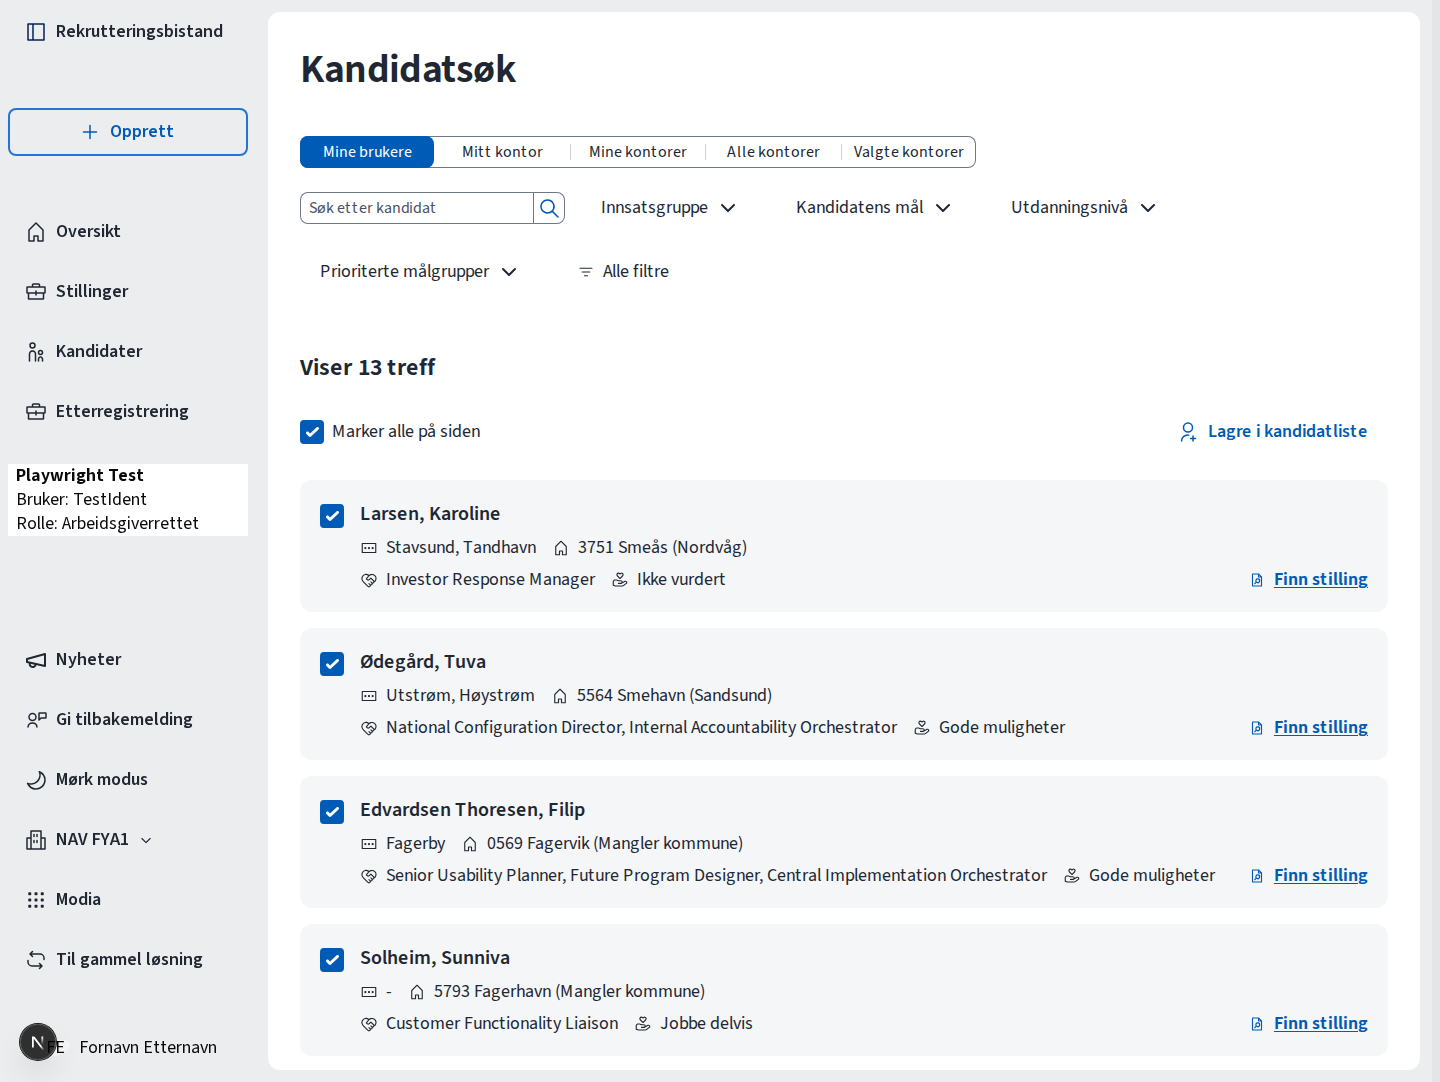 Rekrutteringsbistand
Opprett
Oversikt
Stillinger
Kandidater
Etterregistrering
Playwright Test
Bruker: TestIdent
Rolle: Arbeidsgiverrettet
Nyheter
Gi tilbakemelding
Mørk modus
NAV FYA1
Modia
Til gammel løsning
N FE Fornavn Etternavn
Kandidatsøk
Mine brukere Mitt kontor Mine kontorer Alle kontorer Valgte kontorer
Søk etter kandidat Innsatsgruppe Kandidatens mål Utdanningsnivå
Prioriterte målgrupper Alle filtre
Viser 13 treff
Marker alle på siden Lagre i kandidatliste
Larsen, Karoline
Stavsund, Tandhavn 3751 Smeås (Nordvåg)
Investor Response Manager Ikke vurdert Finn stilling
Ødegård, Tuva
Utstrøm, Høystrøm 5564 Smehavn (Sandsund)
National Configuration Director, Internal Accountability Orchestrator Gode muligheter Finn stilling
Edvardsen Thoresen, Filip
Fagerby 0569 Fagervik (Mangler kommune)
Senior Usability Planner, Future Program Designer, Central Implementation Orchestrator Gode muligheter Finn stilling
Solheim, Sunniva
- 5793 Fagerhavn (Mangler kommune)
Customer Functionality Liaison Jobbe delvis Finn stilling